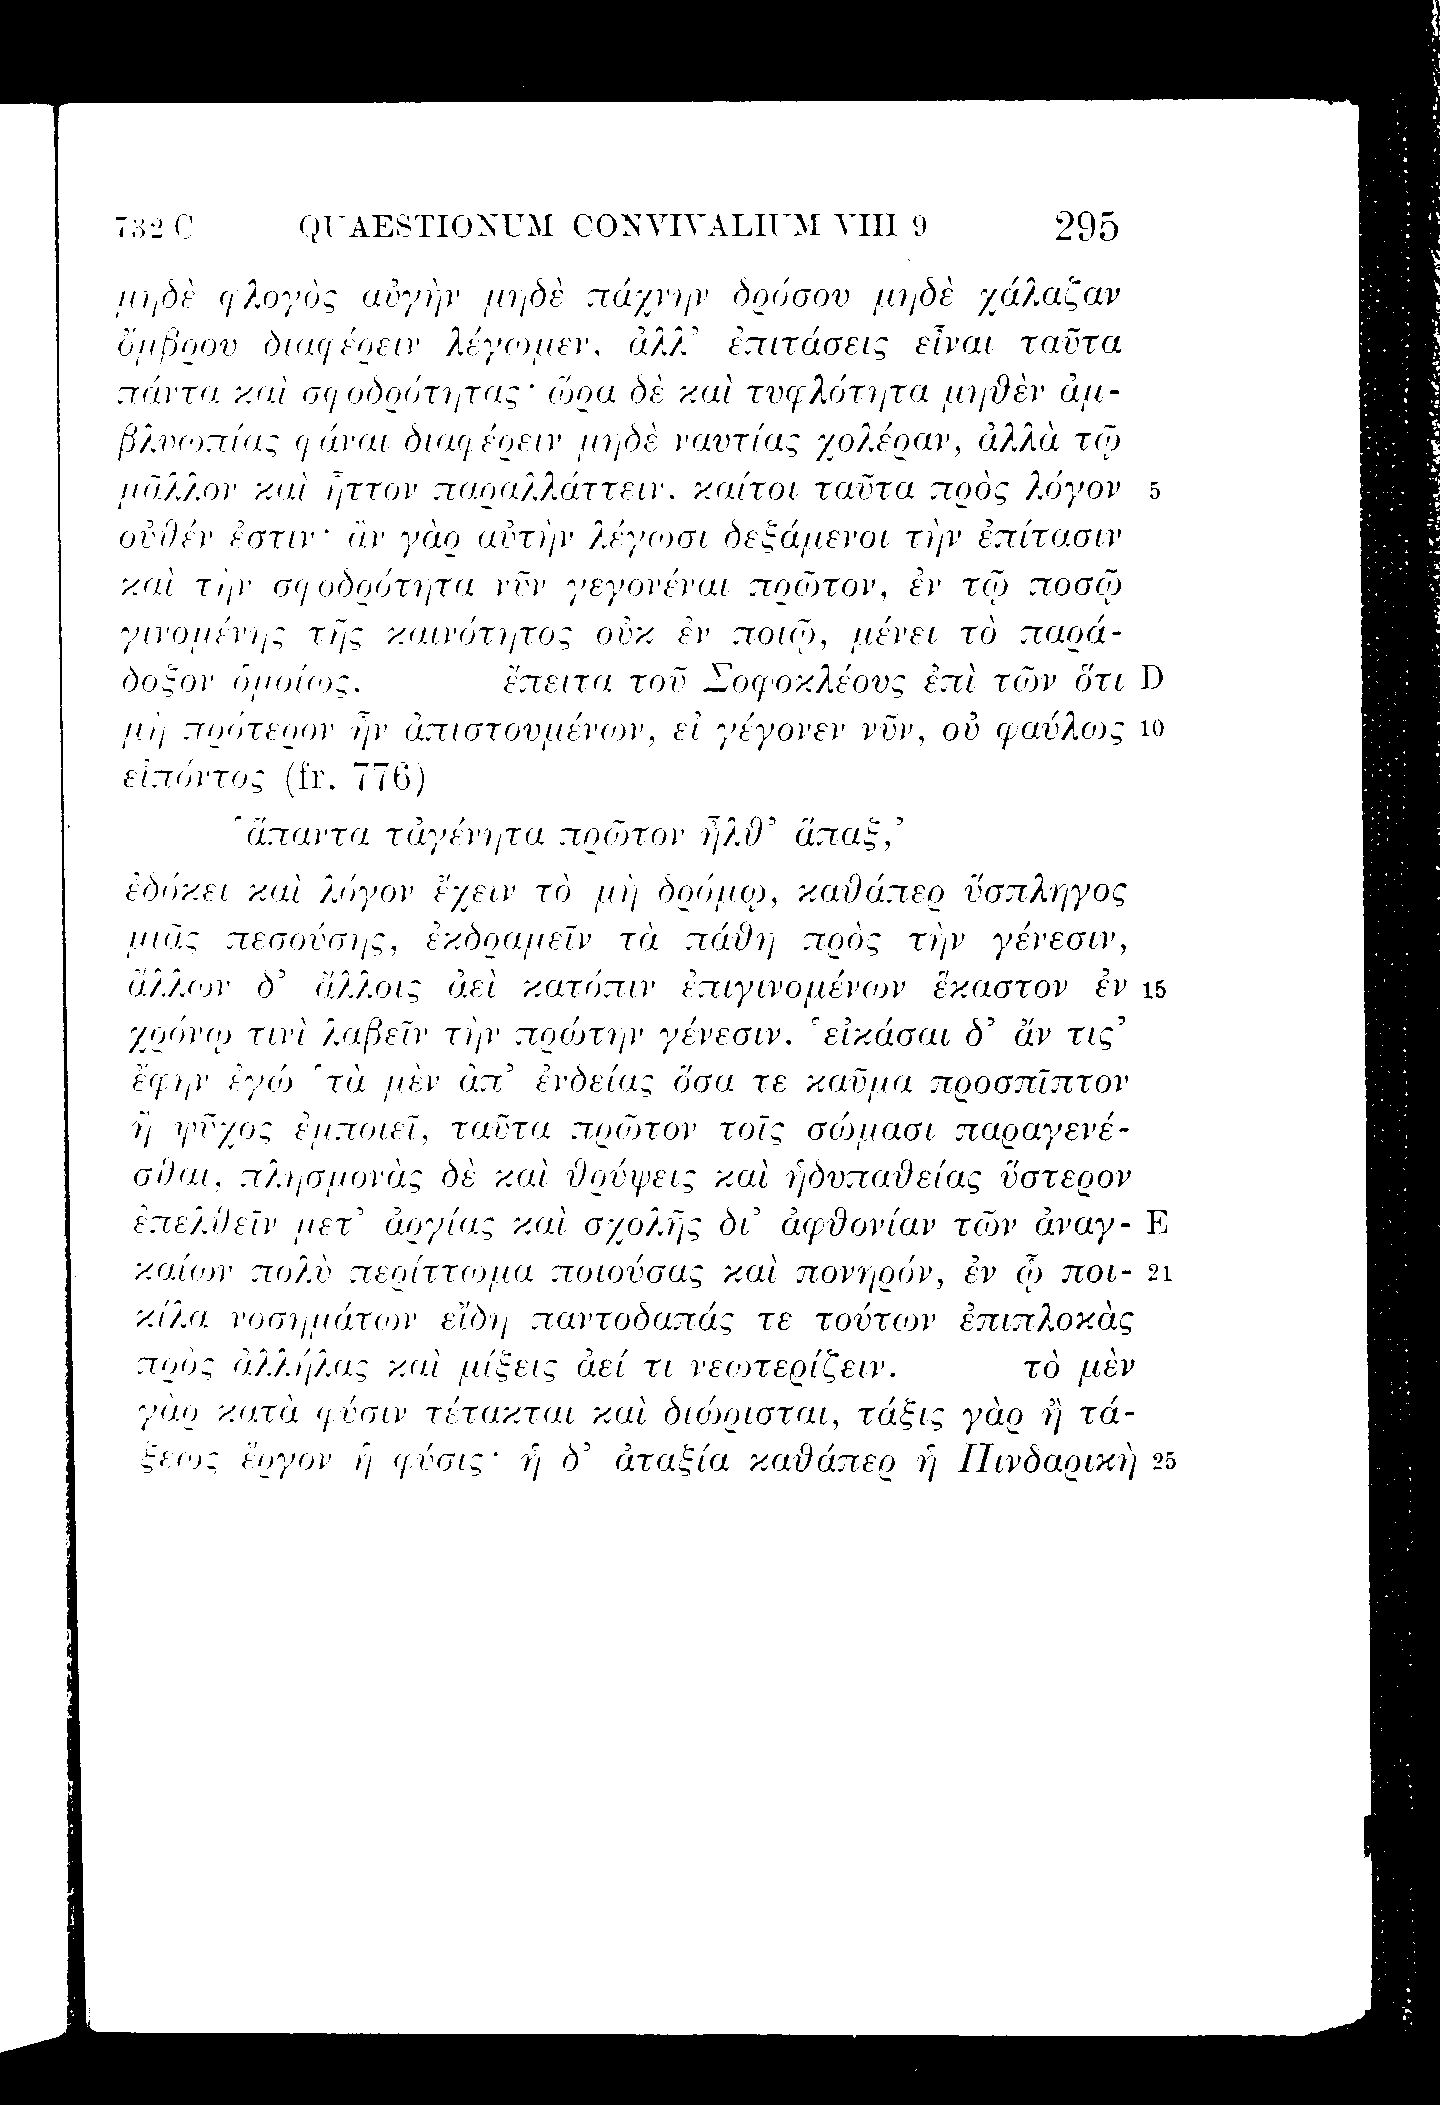 732 C QUAESTIONUM CONVIVALIUM VIII 9 295
μηδὲ φλογὸς αὐγὴν μηδὲ πάχνην δρόσου μηδὲ χάλαζαν
ὄμβρου διαφέρειν λέγωμεν, ἀλλ’ ἐπιτάσεις εἶναι ταῦτα
πάντα καὶ σφοδρότητας· ὥρα δὲ καὶ τυφλότητα μηθὲν ἀμ-
βλυωπίας φάναι διαφέρειν μηδὲ ναυτίας χολέραν, ἀλλὰ τῷ
μᾶλλον καὶ ἧττον παραλλάττειν. καίτοι ταῦτα πρὸς λόγον 5
οὐθέν ἐστιν· ἂν γὰρ αὐτὴν λέγωσι δεξάμενοι τὴν ἐπίτασιν
καὶ τὴν σφοδρότητα νῦν γεγονέναι πρῶτον, ἐν τῷ ποσῷ
γινομένης τῆς καινότητος οὐκ ἐν ποιῷ, μένει τὸ παρά-
δοξον ὁμοίως. ἔπειτα τοῦ Σοφοκλέους ἐπὶ τῶν ὅτι D
μὴ πρότερον ἦν ἀπιστουμένων, εἰ γέγονεν νῦν, οὐ φαύλως 10
εἰπόντος (fr. 776)
‘ἅπαντα τἀγένητα πρῶτον ἦλθ’ ἅπαξ,’
ἐδόκει καὶ λόγον ἔχειν τὸ μὴ δρόμῳ, καθάπερ ὕσπληγος
μιᾶς πεσούσης, ἐκδραμεῖν τὰ πάθη πρὸς τὴν γένεσιν,
ἄλλων δ’ ἄλλοις ἀεὶ κατόπιν ἐπιγινομένων ἕκαστον ἐν 15
χρόνῳ τινὶ λαβεῖν τὴν πρώτην γένεσιν. ‘εἰκάσαι δ’ ἄν τις’
ἔφην ἐγώ ‘τὰ μὲν ἀπ’ ἐνδείας ὅσα τε καῦμα προσπῖπτον
ἢ ψῦχος ἐμποιεῖ, ταῦτα πρῶτον τοῖς σώμασι παραγενέ-
σθαι, πλησμονὰς δὲ καὶ θρύψεις καὶ ἡδυπαθείας ὕστερον
ἐπελθεῖν μετ’ ἀργίας καὶ σχολῆς δι’ ἀφθονίαν τῶν ἀναγ- E
καίων πολὺ περίττωμα ποιούσας καὶ πονηρόν, ἐν ᾧ ποι- 21
κίλα νοσημάτων εἴδη παντοδαπάς τε τούτων ἐπιπλοκὰς
πρὸς ἀλλήλας καὶ μίξεις ἀεί τι νεωτερίζειν. τὸ μὲν
γὰρ κατὰ φύσιν τέτακται καὶ διώρισται, τάξις γὰρ ἢ τά-
ξεως ἔργον ἡ φύσις· ἡ δ’ ἀταξία καθάπερ ἡ Πινδαρικὴ 25